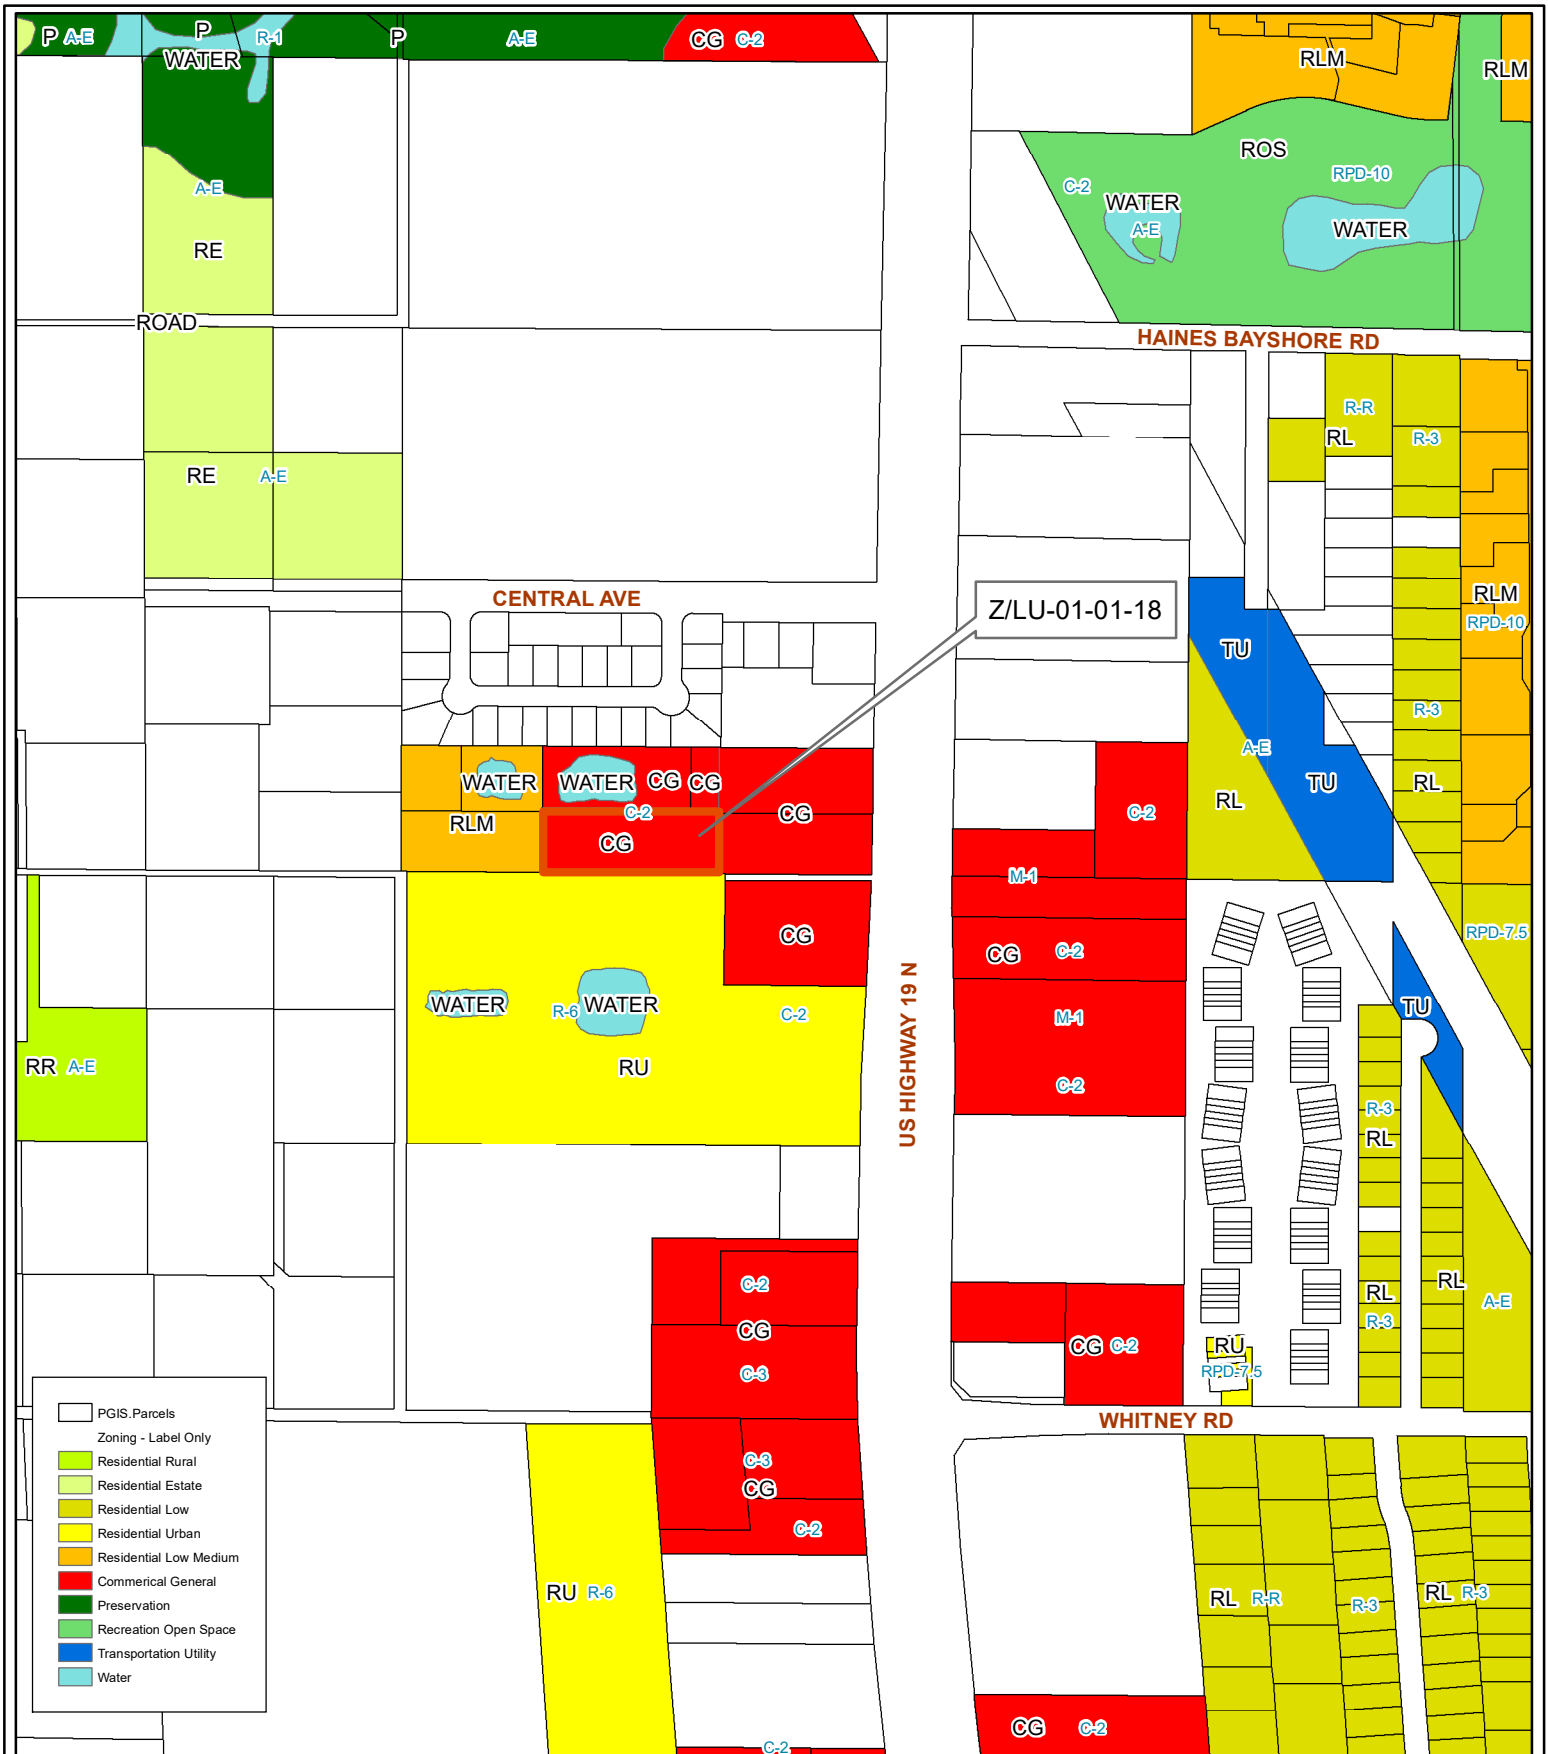 P A-E
P
R-1
P
A-E
CG C-2
WATER
RLM
RLM
ROS
RPD-10
A-E
C-2
WATER
A-E
WATER
RE
ROAD
HAINES BAYSHORE RD
R-R
RL
R-3
RE A-E
CENTRAL AVE
Z/LU-01-01-18
RLM
RPD-10
TU
R-3
A-E
TU
RL
RL
WATER
WATER
CG
CG
C-2
CG
C-2
RLM
CG
M-1
CG
CG C-2
RPD-7.5
WATER
R-6
WATER
C-2
M-1
TU
RR A-E
RU
US HIGHWAY 19 N
C-2
R-3
RL
C-2
CG
C-3
RL
R-3
RL
A-E
CG C-2
RU
RPD-7.5
WHITNEY RD
C-3
CG
C-2
RU R-6
RL R-R
R-3
RL R-3
CG C-2
C-2
PGIS.Parcels
Zoning - Label Only
Residential Rural
Residential Estate
Residential Low
Residential Urban
Residential Low Medium
Commerical General
Preservation
Recreation Open Space
Transportation Utility
Water